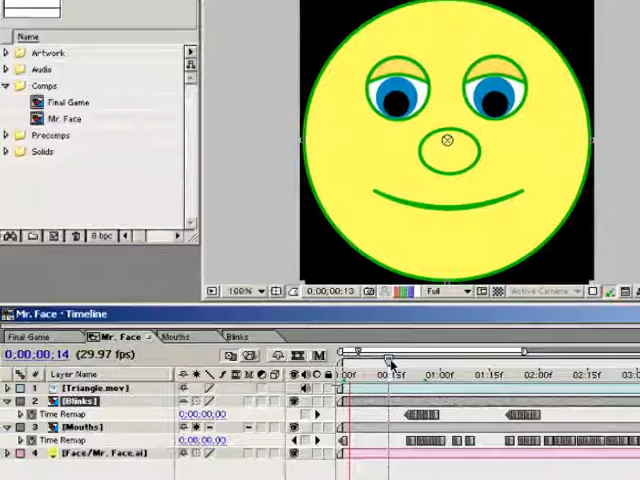 Name
Artwork
Audio
Comps
Final Game
Mr. Face
Precomps
Solids
8 bpc
100%
0;00;00;13
Full
Active Camera
Mr. Face · Timeline
Final Game
Mr. Face
Mouths
Blinks
0;00;00;14 (29.97 fps)
# Layer Name
:00f 00:15f 01:00f 01:15f 02:00f 02:15f 03:0
1 [Triangle.mov]
2 [Blinks]
Time Remap 0;00;00;00
3 [Mouths]
Time Remap 0;00;00;00
4 [Face/Mr. Face.ai]